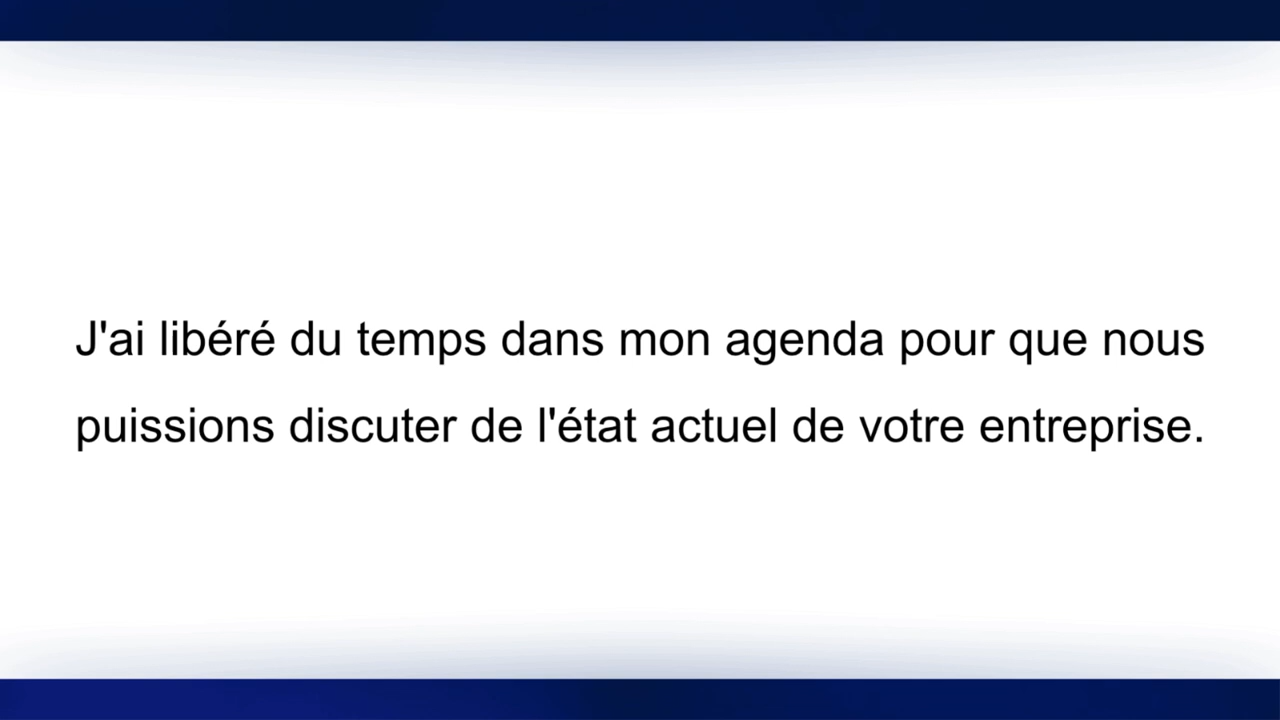 J'ai libéré du temps dans mon agenda pour que nous
puissions discuter de l'état actuel de votre entreprise.